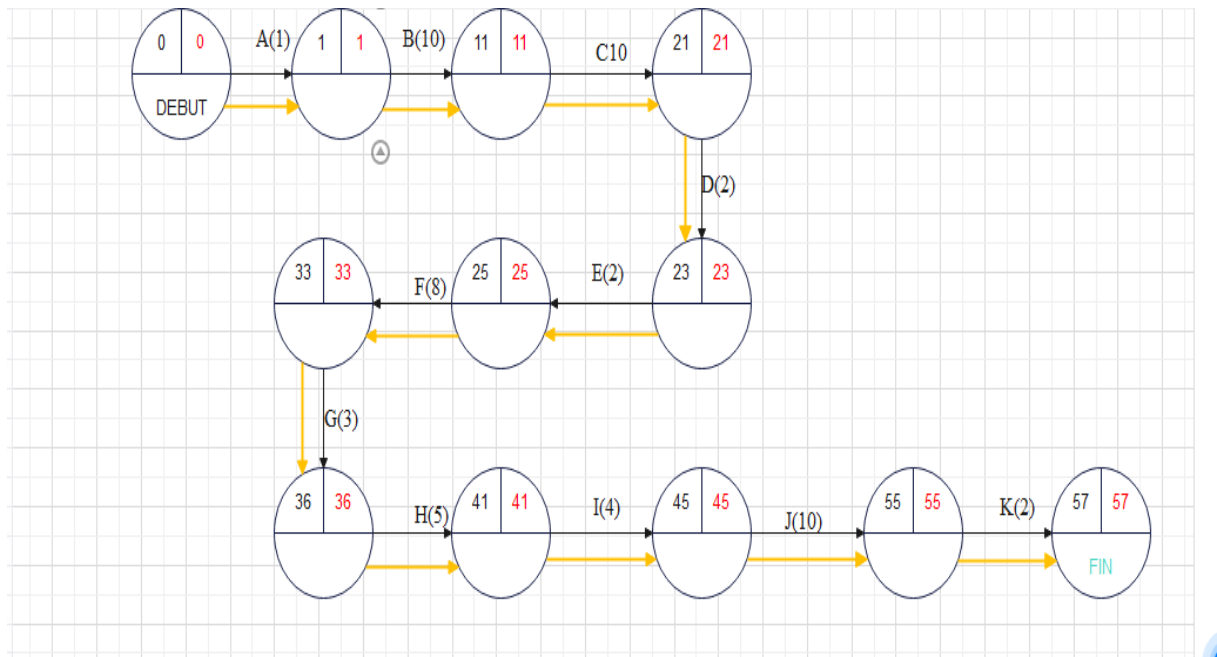 0 0 A(1) 1 1 B(10) 11 11 C10 21 21
DEBUT
D(2)
33 33 F(8) 25 25 E(2) 23 23
G(3)
36 36 H(5) 41 41 I(4) 45 45 J(10) 55 55 K(2) 57 57
FIN